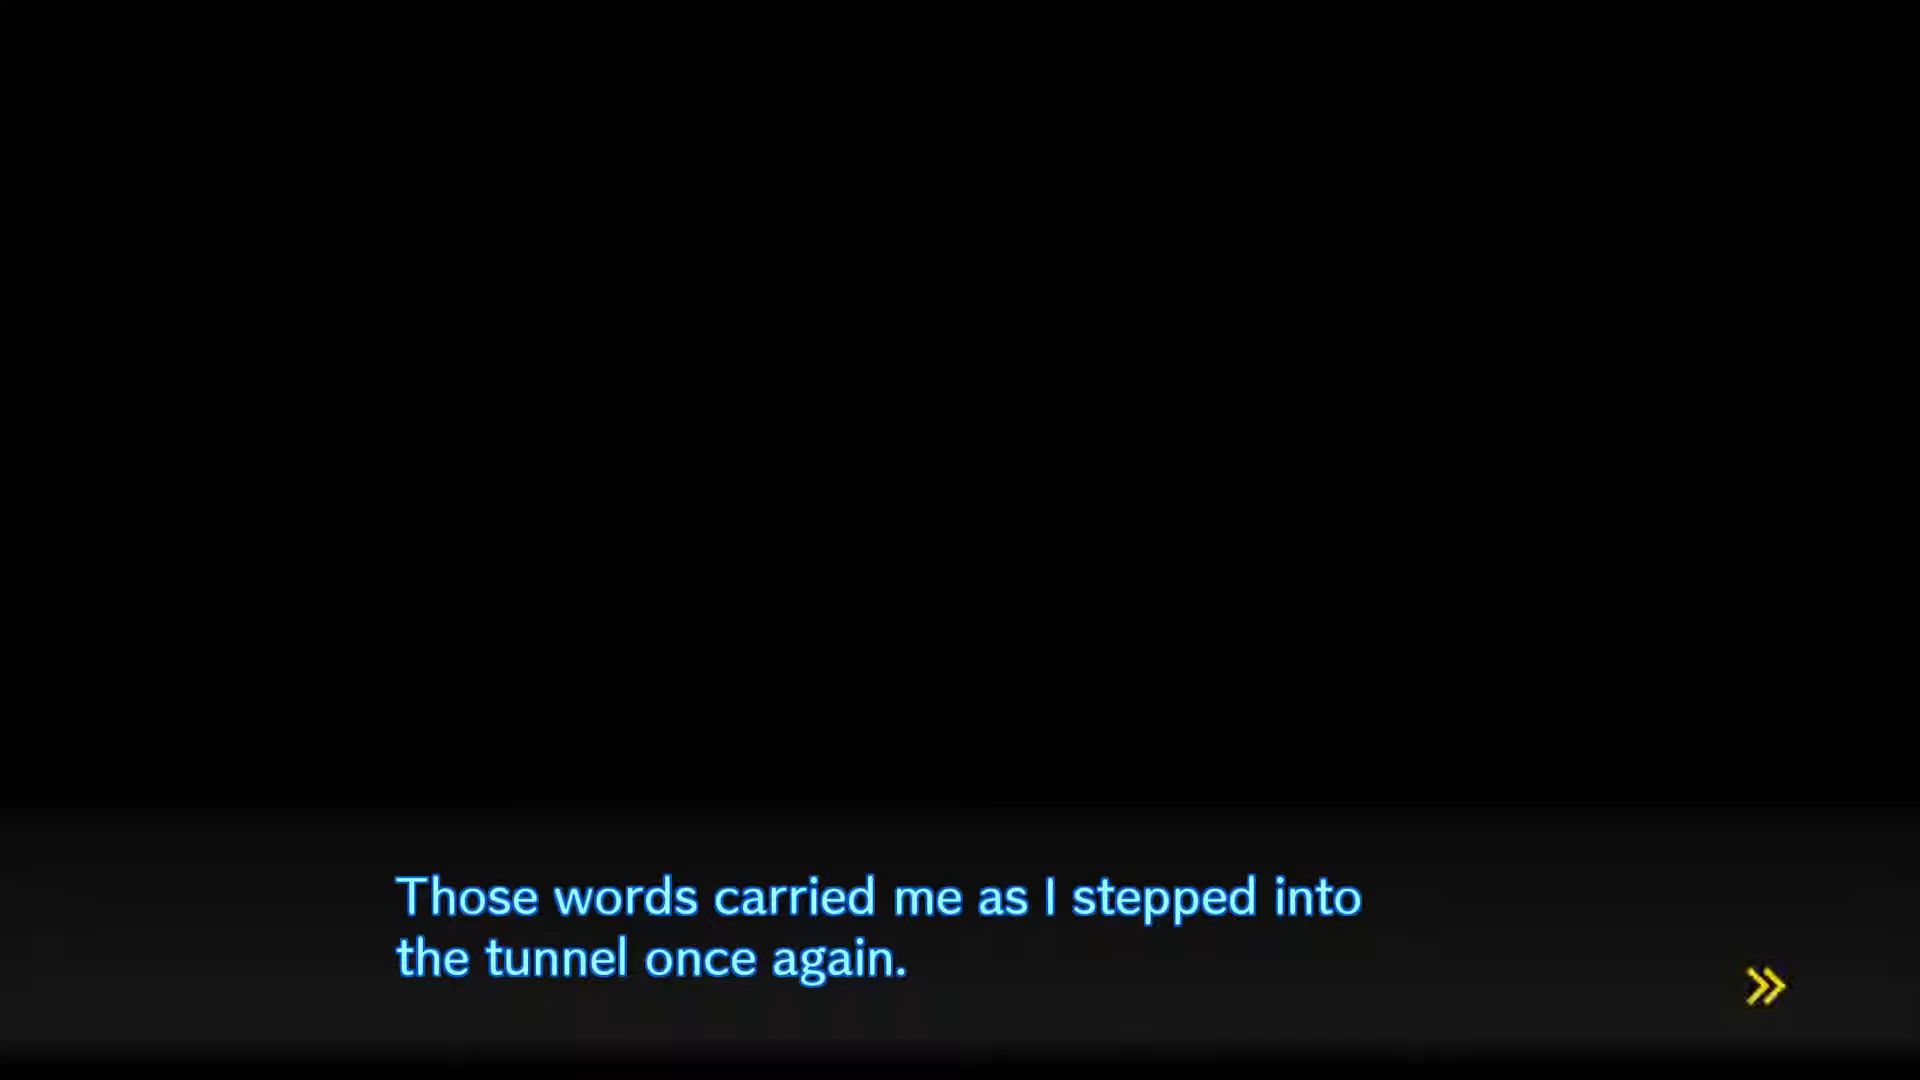 Those words carried me as I stepped into
the tunnel once again.